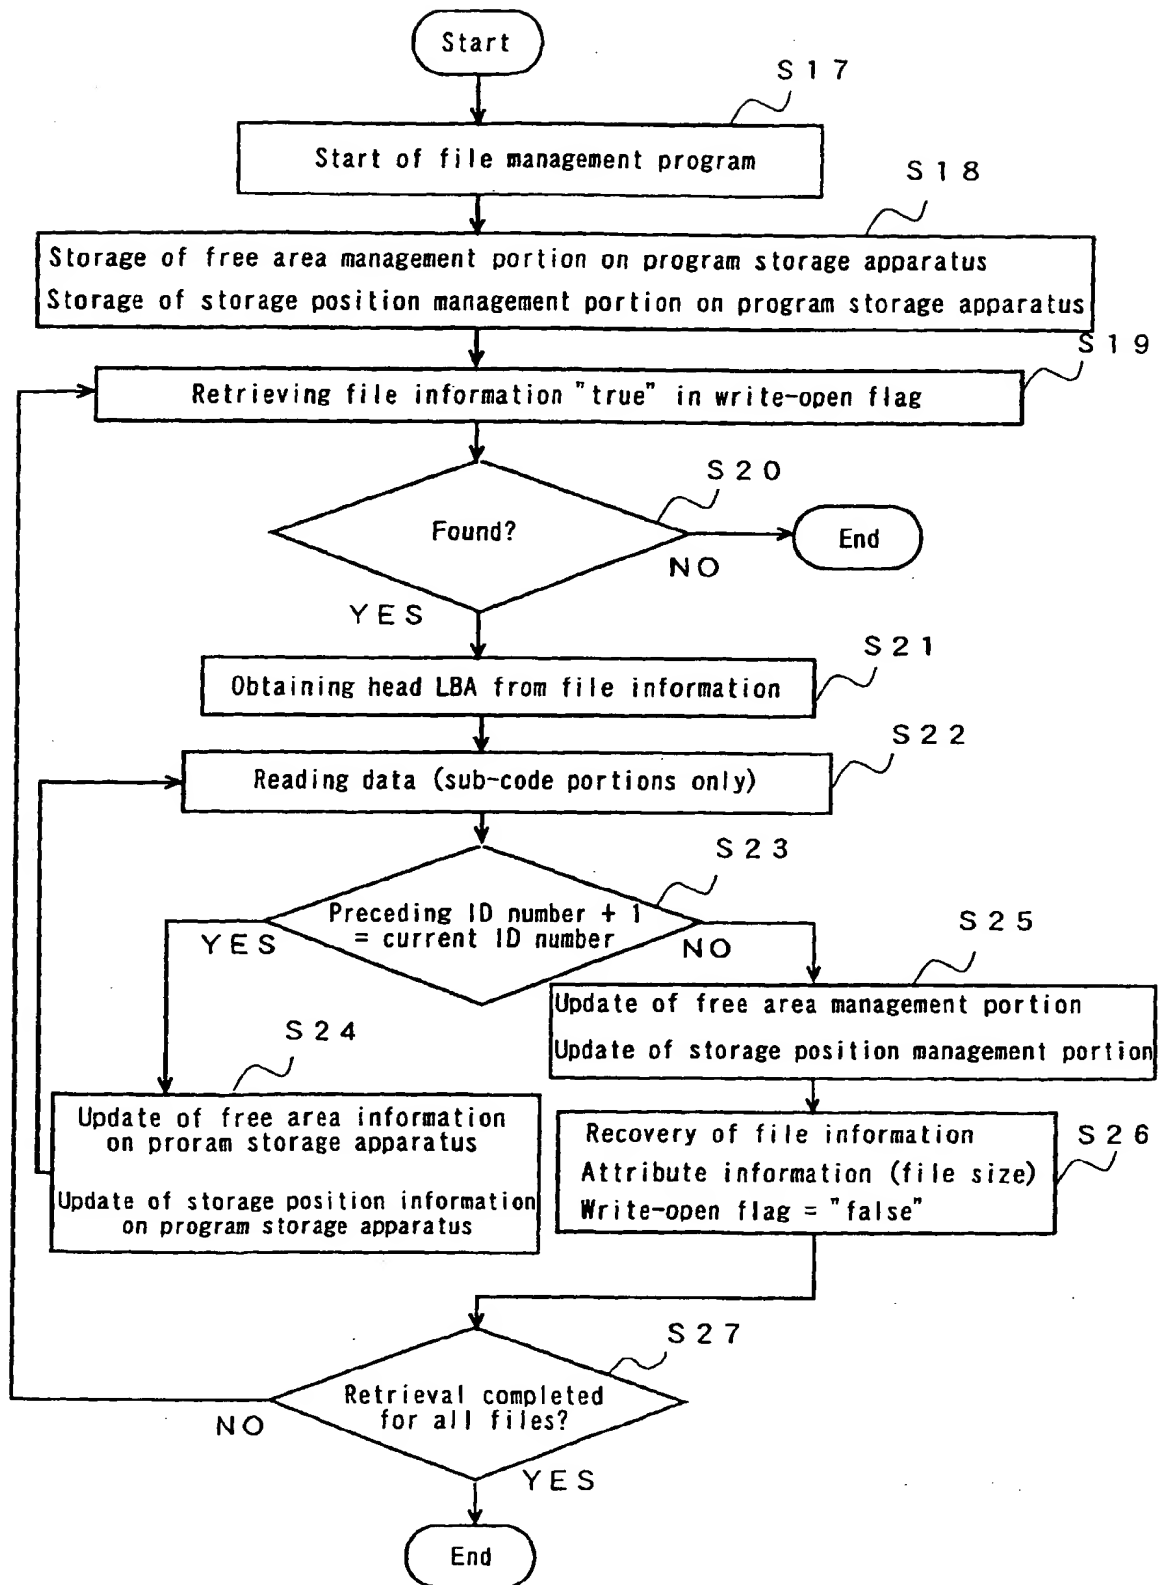 Start
S17
Start of file management program
S18
Storage of free area management portion on program storage apparatus
Storage of storage position management portion on program storage apparatus
S19
Retrieving file information "true" in write-open flag
S20
Found?
End
NO
YES
S21
Obtaining head LBA from file information
S22
Reading data (sub-code portions only)
S23
Preceding ID number + 1
= current ID number
YES
NO
S25
Update of free area management portion
Update of storage position management portion
S24
Update of free area information
on proram storage apparatus
Update of storage position information
on program storage apparatus
Recovery of file information
Attribute information (file size)
Write-open flag = "false"
S26
S27
Retrieval completed
for all files?
NO
YES
End